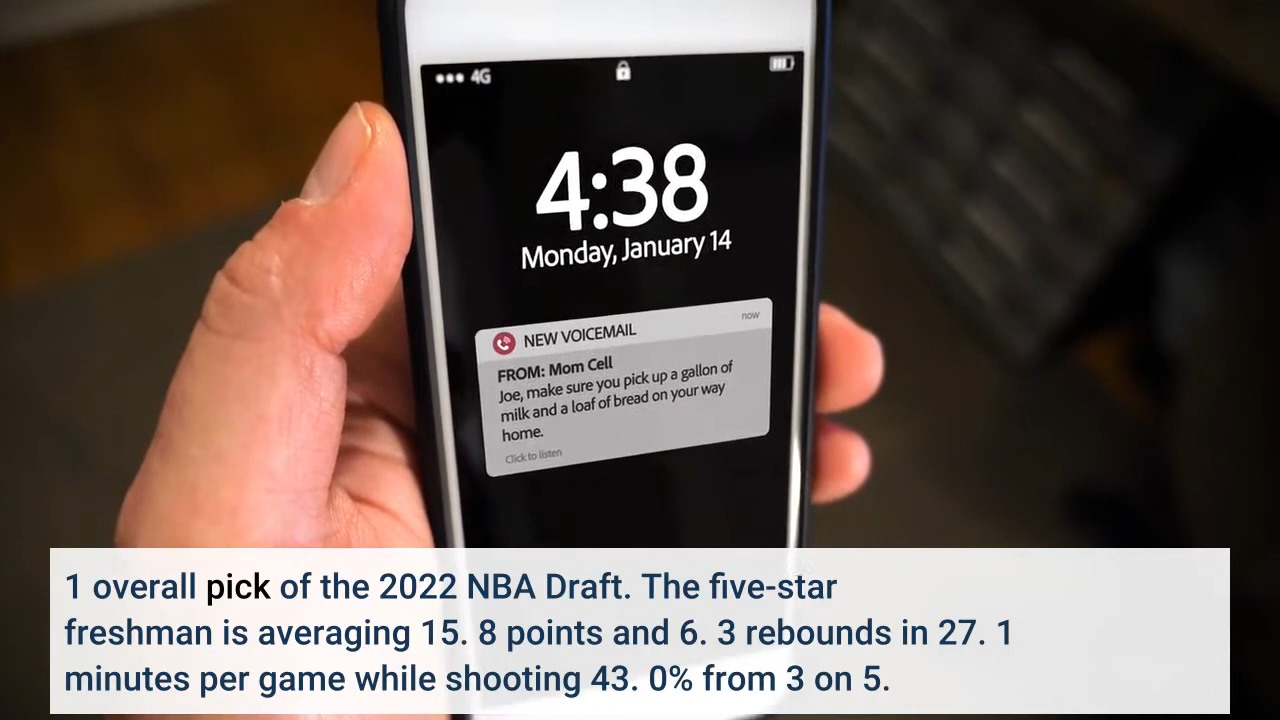 4G
4:38
Monday, January 14
NEW VOICEMAIL
now
FROM: Mom Cell
Joe, make sure you pick up a gallon of
milk and a loaf of bread on your way
home.
Click to listen
1 overall pick of the 2022 NBA Draft. The five-star
freshman is averaging 15. 8 points and 6. 3 rebounds in 27. 1
minutes per game while shooting 43. 0% from 3 on 5.